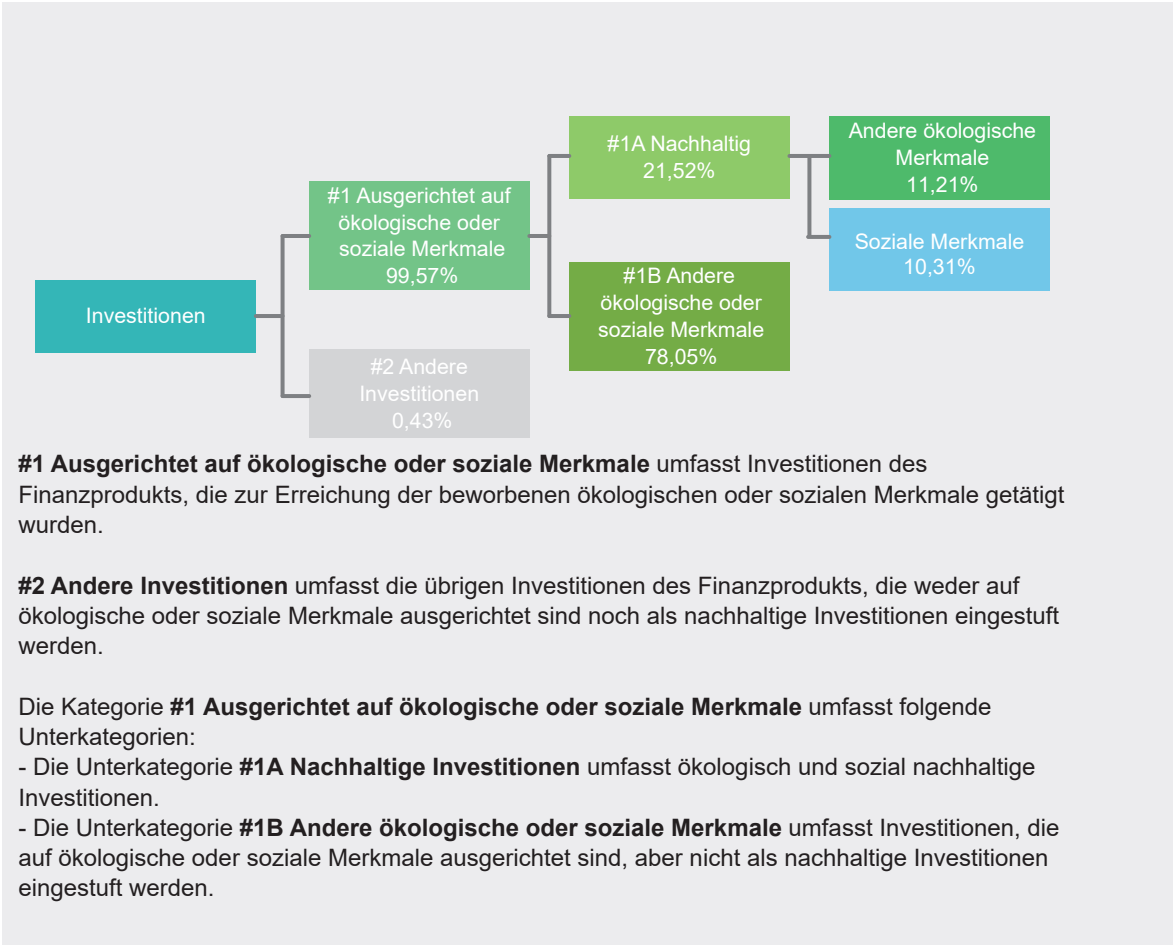 #1A Nachhaltig
21,52%
Andere ökologische
Merkmale
11,21%
#1 Ausgerichtet auf
ökologische oder
soziale Merkmale
99,57%
Soziale Merkmale
10,31%
Investitionen
#1B Andere
ökologische oder
soziale Merkmale
78,05%
#2 Andere
Investitionen
0,43%
#1 Ausgerichtet auf ökologische oder soziale Merkmale umfasst Investitionen des
Finanzprodukts, die zur Erreichung der beworbenen ökologischen oder sozialen Merkmale getätigt
wurden.
#2 Andere Investitionen umfasst die übrigen Investitionen des Finanzprodukts, die weder auf
ökologische oder soziale Merkmale ausgerichtet sind noch als nachhaltige Investitionen eingestuft
werden.
Die Kategorie #1 Ausgerichtet auf ökologische oder soziale Merkmale umfasst folgende
Unterkategorien:
- Die Unterkategorie #1A Nachhaltige Investitionen umfasst ökologisch und sozial nachhaltige
Investitionen.
- Die Unterkategorie #1B Andere ökologische oder soziale Merkmale umfasst Investitionen, die
auf ökologische oder soziale Merkmale ausgerichtet sind, aber nicht als nachhaltige Investitionen
eingestuft werden.